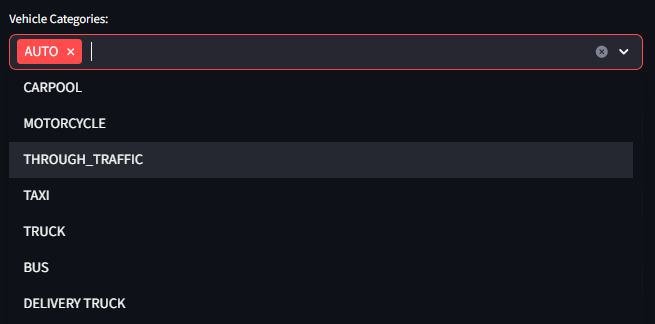 Vehicle Categories:
AUTO ×
CARPOOL
MOTORCYCLE
THROUGH_TRAFFIC
TAXI
TRUCK
BUS
DELIVERY TRUCK